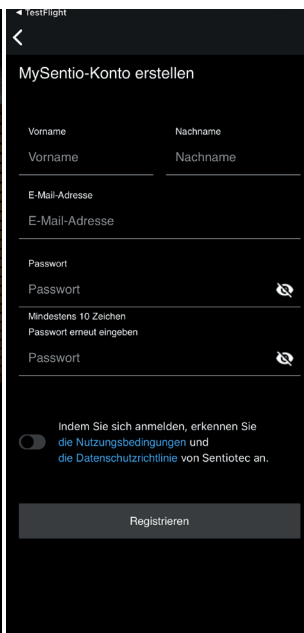 ◀ TestFlight
MySentio-Konto erstellen
Vorname Nachname
Vorname Nachname
E-Mail-Adresse
E-Mail-Adresse
Passwort
Passwort
Mindestens 10 Zeichen
Passwort erneut eingeben
Passwort
Indem Sie sich anmelden, erkennen Sie
die Nutzungsbedingungen und
die Datenschutzrichtlinie von Sentiotec an.
Registrieren